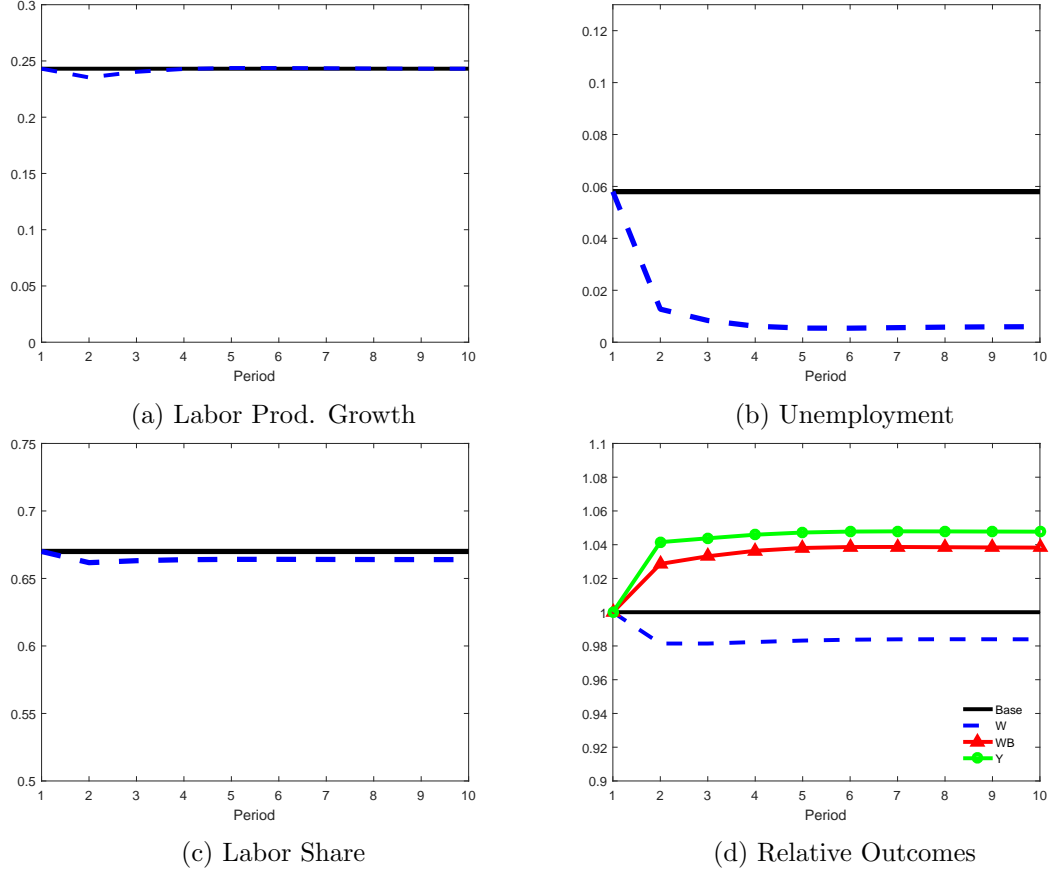 0.3
0.25
0.2
0.15
0.1
0.05
0
1 2 3 4 5 6 7 8 9 10
Period
(a) Labor Prod. Growth
0.12
0.1
0.08
0.06
0.04
0.02
0
1 2 3 4 5 6 7 8 9 10
Period
(b) Unemployment
0.75
0.7
0.65
0.6
0.55
0.5
1 2 3 4 5 6 7 8 9 10
Period
(c) Labor Share
1.1
1.08
1.06
1.04
1.02
1
0.98
0.96
0.94
0.92
0.9
1 2 3 4 5 6 7 8 9 10
Period
Base
W
WB
Y
(d) Relative Outcomes